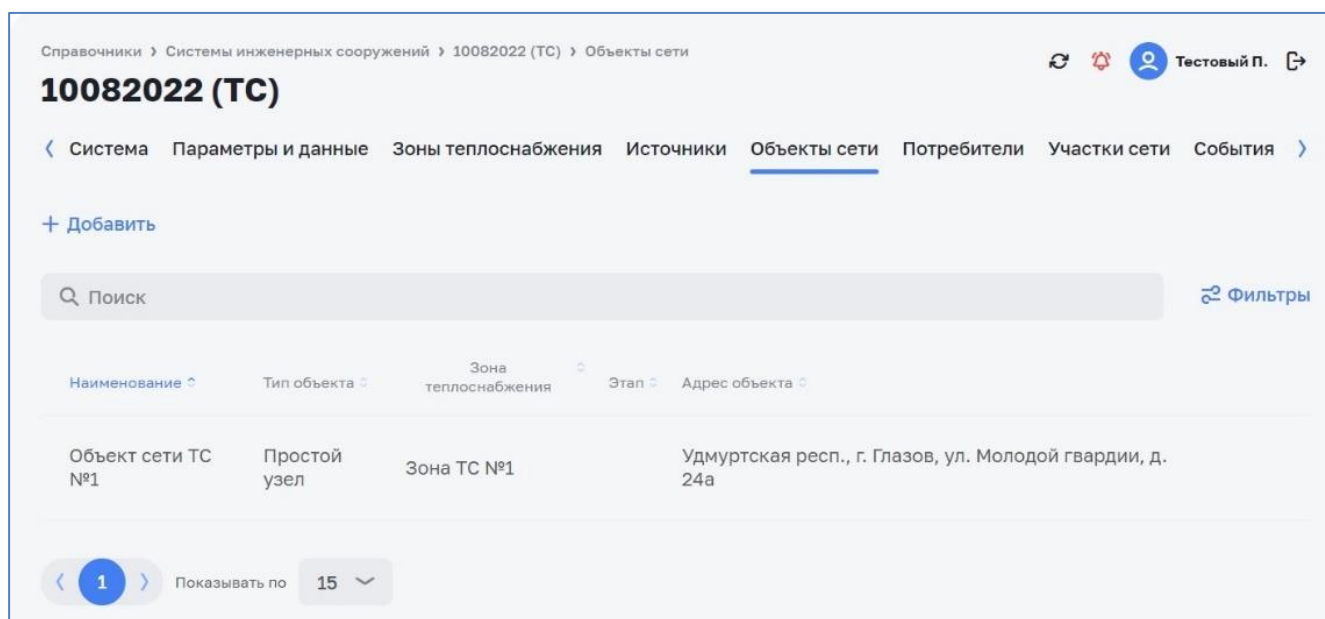 Справочники > Системы инженерных сооружений > 10082022 (ТС) > Объекты сети
Тестовый П.
10082022 (ТС)
Система Параметры и данные Зоны теплоснабжения Источники Объекты сети Потребители Участки сети События
+ Добавить
Поиск
Фильтры
Наименование Тип объекта Зона теплоснабжения Этап Адрес объекта
Объект сети ТС №1
Простой узел
Зона ТС №1
Удмуртская респ., г. Глазов, ул. Молодой гвардии, д. 24а
1 Показывать по 15